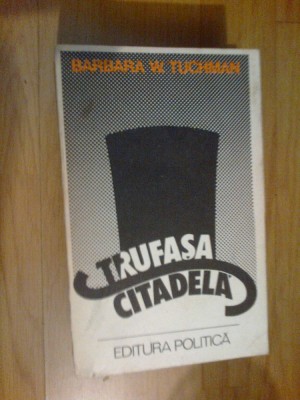 BARBARA W. TUCHMAN
TRUFAȘA
CITADELĂ
EDITURA POLITICĂ